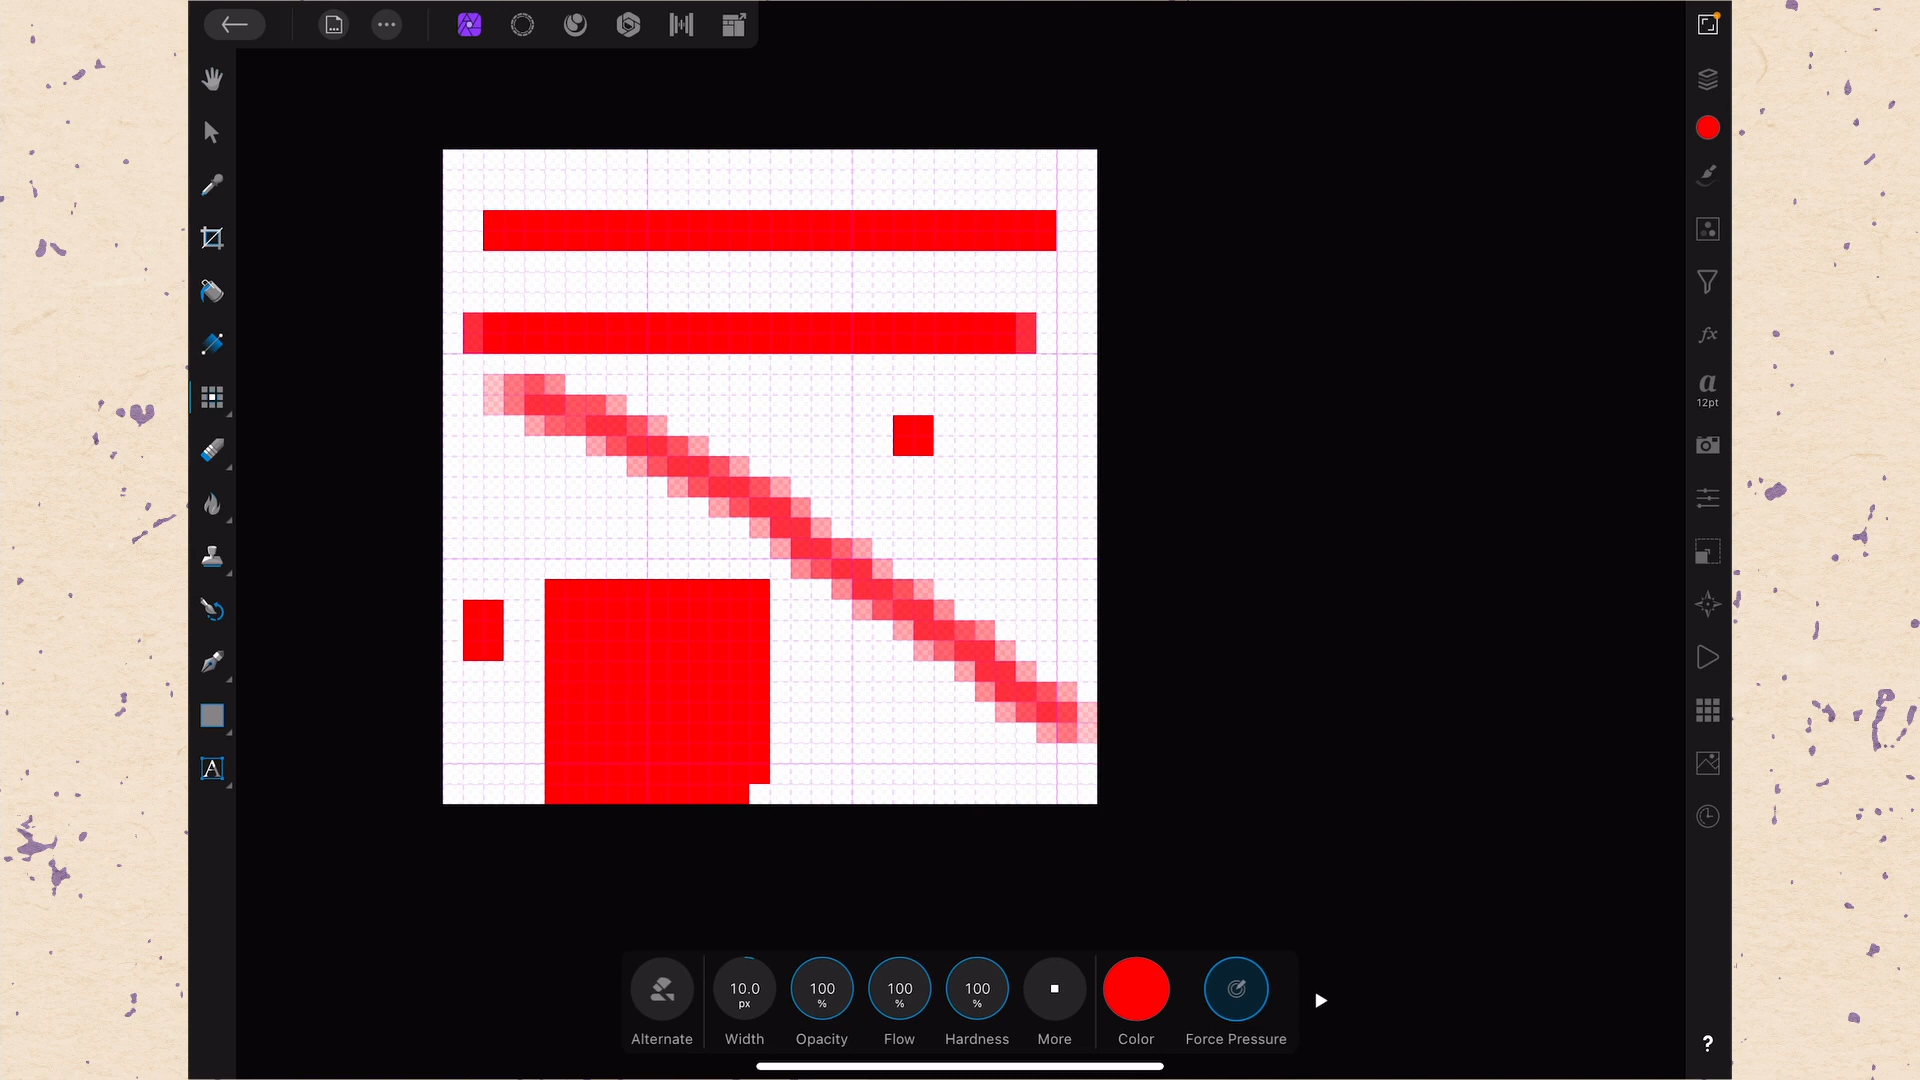 fx
a
12pt
A
10.0
px
100
%
100
%
100
%
Alternate
Width
Opacity
Flow
Hardness
More
Color
Force Pressure
?